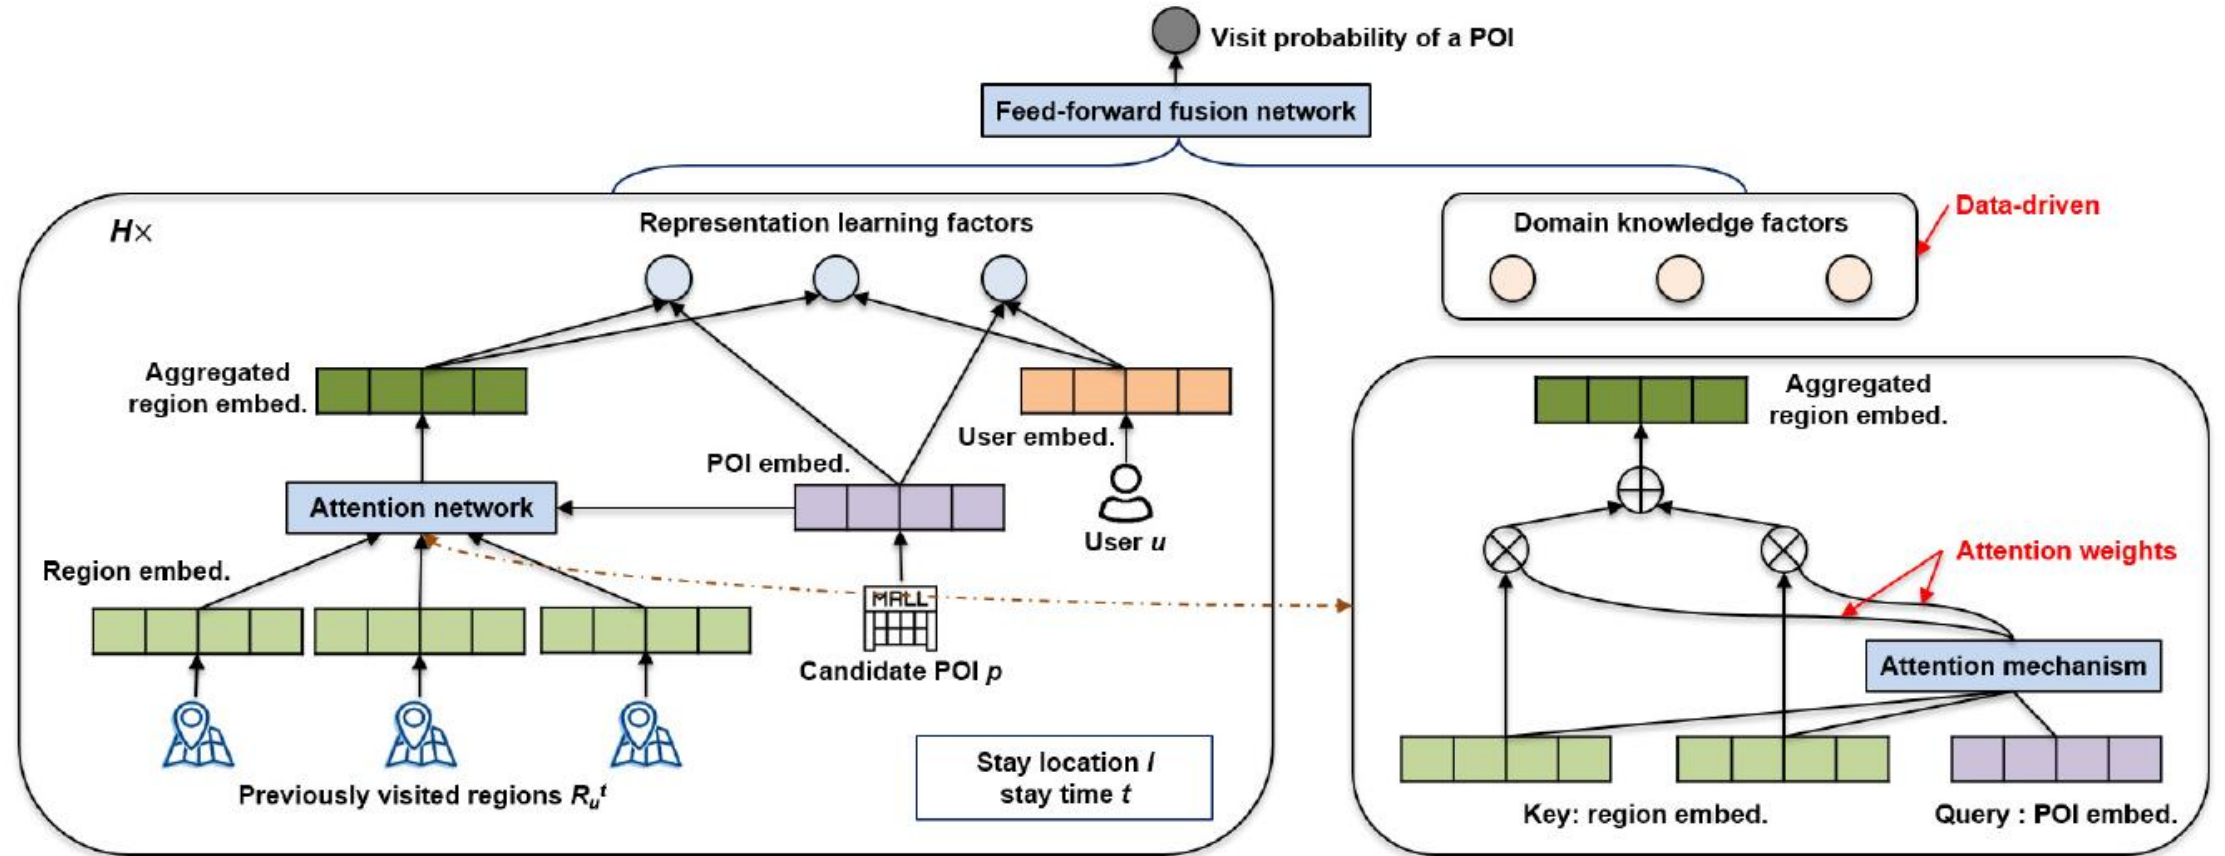 Visit probability of a POI
Feed-forward fusion network
H×
Representation learning factors
Domain knowledge factors
Data-driven
Aggregated
region embed.
User embed.
POI embed.
Attention network
User u
Region embed.
MALL
Candidate POI p
Previously visited regions Rᵤᵗ
Stay location l
stay time t
Aggregated
region embed.
Attention weights
Attention mechanism
Key: region embed.
Query : POI embed.